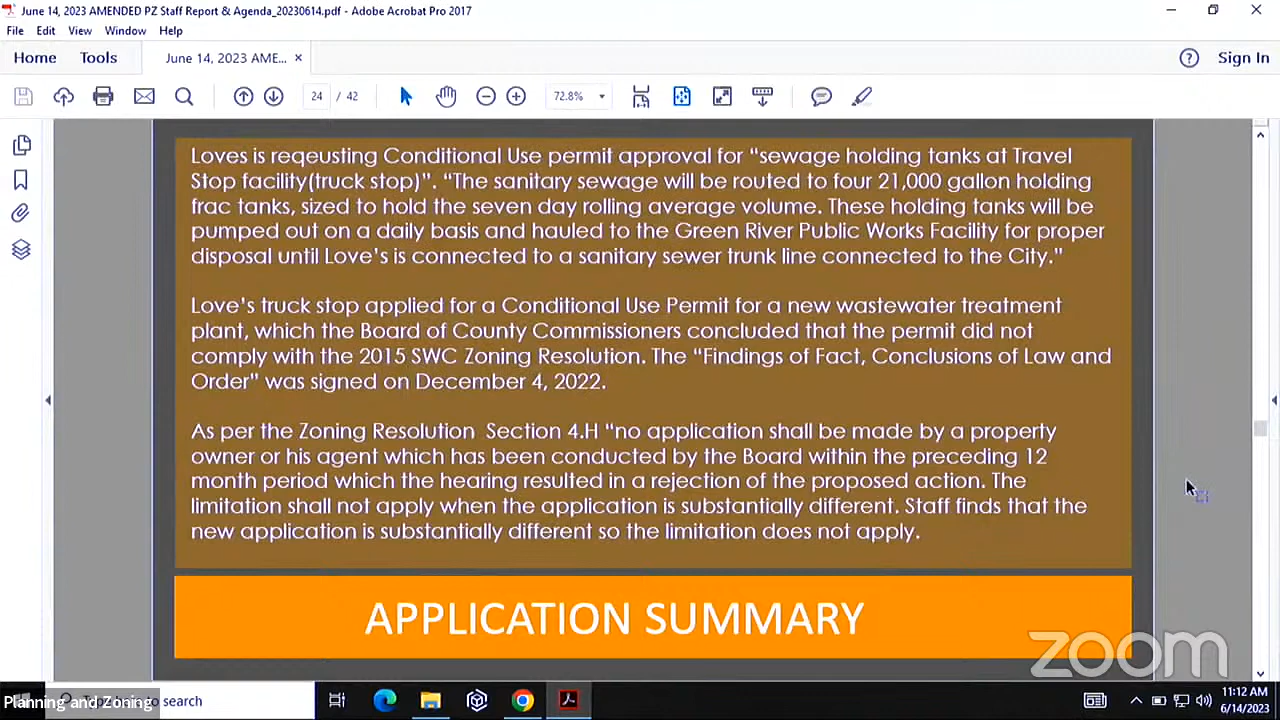 June 14, 2023 AMENDED PZ Staff Report & Agenda_20230614.pdf - Adobe Acrobat Pro 2017
File Edit View Window Help
Home Tools June 14, 2023 AME... × Sign In
24 / 42 72.8%
Loves is reqeusting Conditional Use permit approval for “sewage holding tanks at Travel
Stop facility(truck stop)”. “The sanitary sewage will be routed to four 21,000 gallon holding
frac tanks, sized to hold the seven day rolling average volume. These holding tanks will be
pumped out on a daily basis and hauled to the Green River Public Works Facility for proper
disposal until Love’s is connected to a sanitary sewer trunk line connected to the City.”
Love’s truck stop applied for a Conditional Use Permit for a new wastewater treatment
plant, which the Board of County Commissioners concluded that the permit did not
comply with the 2015 SWC Zoning Resolution. The “Findings of Fact, Conclusions of Law and
Order” was signed on December 4, 2022.
As per the Zoning Resolution Section 4.H “no application shall be made by a property
owner or his agent which has been conducted by the Board within the preceding 12
month period which the hearing resulted in a rejection of the proposed action. The
limitation shall not apply when the application is substantially different. Staff finds that the
new application is substantially different so the limitation does not apply.
APPLICATION SUMMARY
zoom
Planning and Zoning to search
11:12 AM
6/14/2023